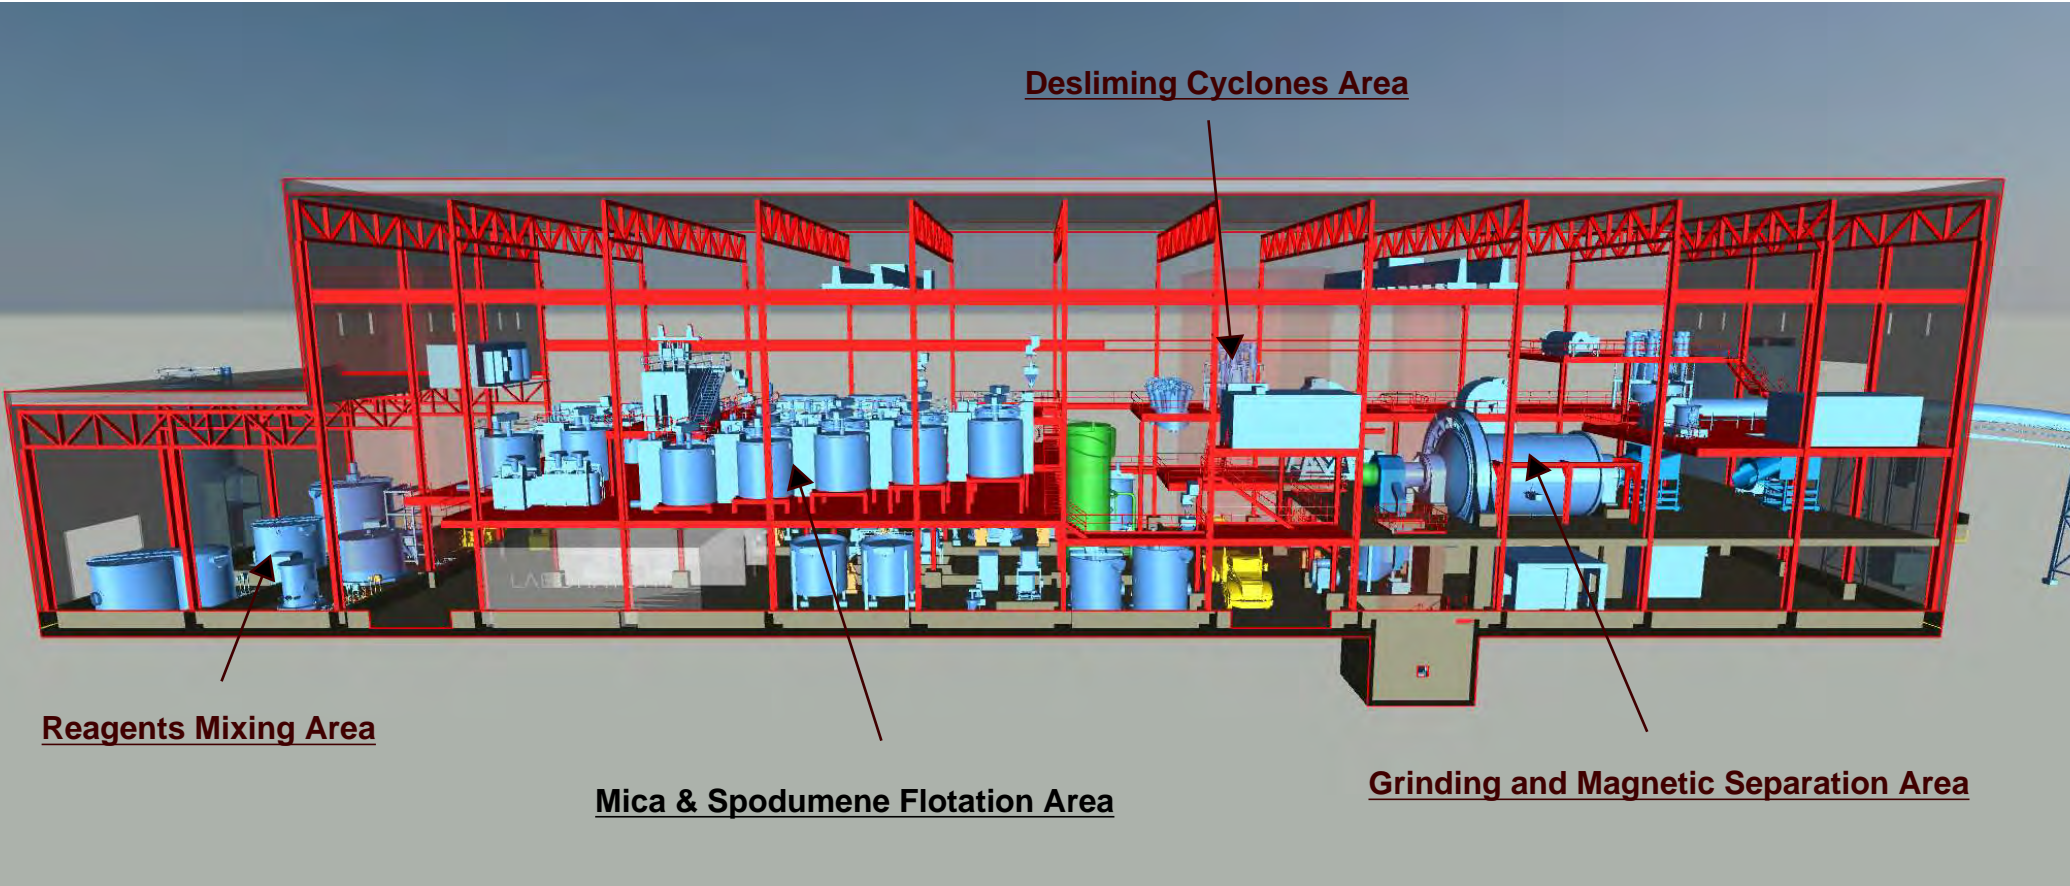 Desliming Cyclones Area
Reagents Mixing Area
Mica & Spodumene Flotation Area
Grinding and Magnetic Separation Area